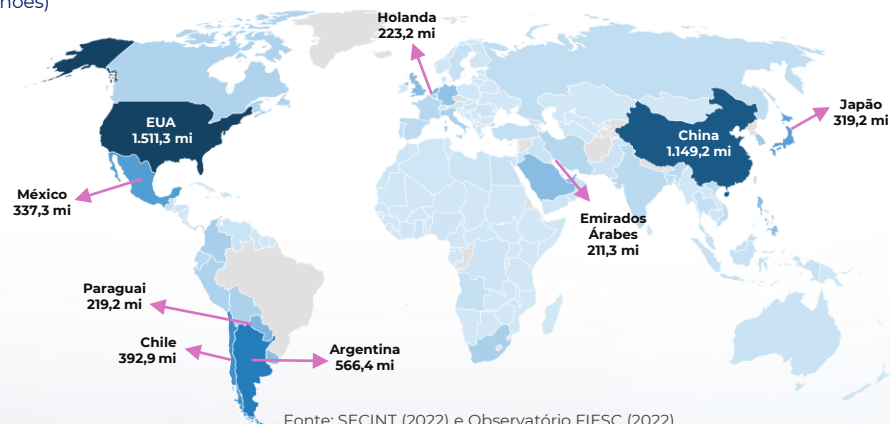 hões)
Holanda
223,2 mi
EUA
1.511,3 mi
China
1.149,2 mi
Japão
319,2 mi
México
337,3 mi
Emirados
Árabes
211,3 mi
Paraguai
219,2 mi
Chile
392,9 mi
Argentina
566,4 mi
Fonte: SECINT (2022) e Observatório FIESC (2022)